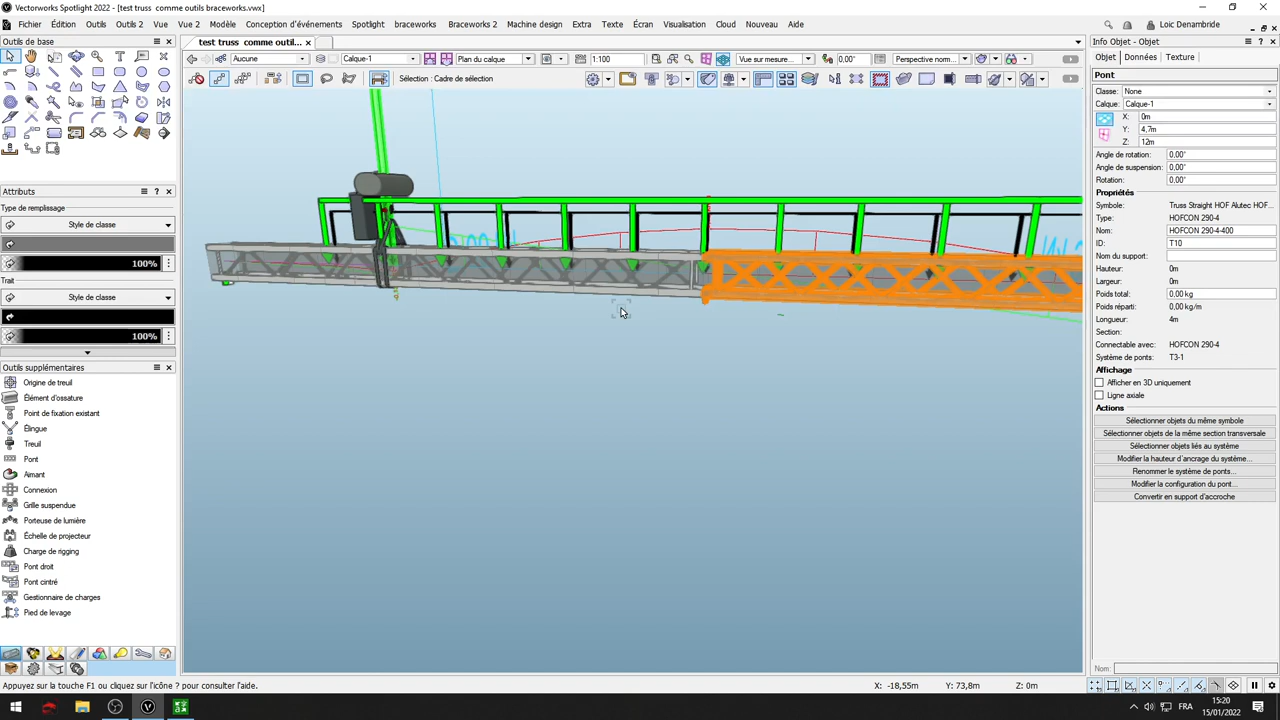 Vectorworks Spotlight 2022 - [test truss comme outils braceworks.vwx]
Fichier Édition Outils Outils 2 Vue Vue 2 Modèle Conception d'événements Spotlight braceworks Braceworks 2 Machine design Extra Texte Écran Visualisation Cloud Nouveau Aide
Loic Denambride
Outils de base
test truss comme outil...
Aucune
Calque-1
Plan du calque
1:100
Vue sur mesure...
0,00°
Perspective norm...
Sélection : Cadre de sélection
Attributs
Type de remplissage
Style de classe
100%
Trait
Style de classe
100%
Outils supplémentaires
Origine de treuil
Élément d'ossature
Point de fixation existant
Élingue
Treuil
Pont
Aimant
Connexion
Grille suspendue
Porteuse de lumière
Échelle de projecteur
Charge de rigging
Pont droit
Pont cintré
Gestionnaire de charges
Pied de levage
Info Objet - Objet
Objet Données Texture
Pont
Classe: None
Calque: Calque-1
X: 0m
Y: 4,7m
Z: 12m
Angle de rotation: 0.00°
Angle de suspension: 0,00°
Rotation: 0.00°
Propriétés
Symbole: Truss Straight HOF Alutec HOF...
Type: HOFCON 290-4
Nom: HOFCON 290-4-400
ID: T10
Nom du support:
Hauteur: 0m
Largeur: 0m
Poids total: 0,00 kg
Poids réparti: 0,00 kg/m
Longueur: 4m
Section:
Connectable avec: HOFCON 290-4
Système de ponts: T3-1
Affichage
Afficher en 3D uniquement
Ligne axiale
Actions
Sélectionner objets du même symbole
Sélectionner objets de la même section transversale
Sélectionner objets liés au système
Modifier la hauteur d'ancrage du système...
Renommer le système de ponts...
Modifier la configuration du pont...
Convertir en support d'accroche
Nom:
Appuyez sur la touche F1 ou cliquez sur l'icône ? pour consulter l'aide.
X: -18,55m Y: 73,8m Z: 0m
FRA
15:20
15/01/2022